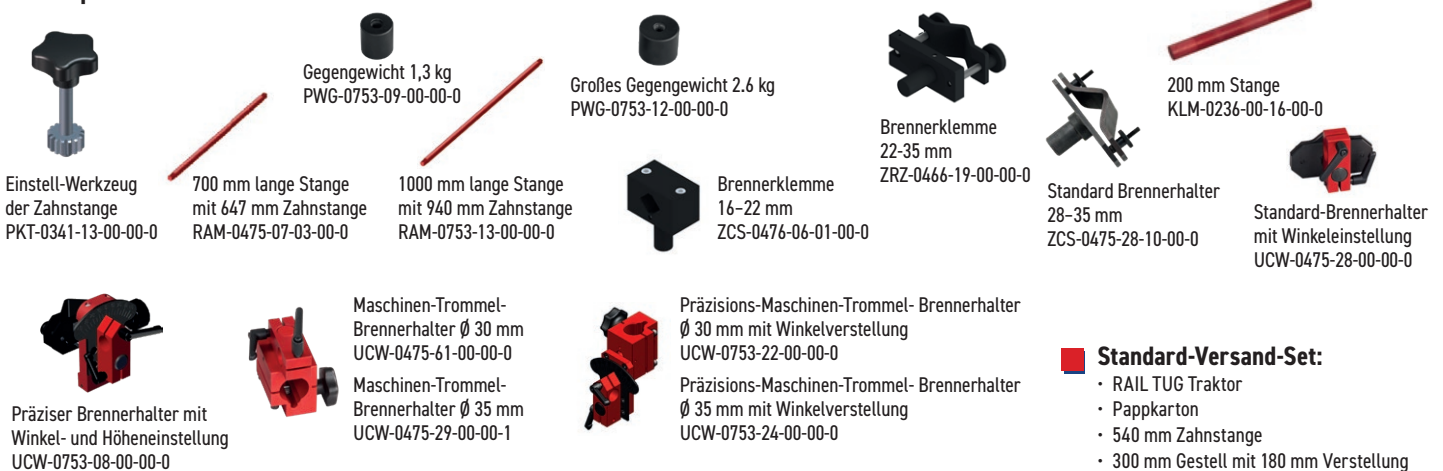 Gegengewicht 1,3 kg
PWG-0753-09-00-00-0
Großes Gegengewicht 2.6 kg
PWG-0753-12-00-00-0
200 mm Stange
KLM-0236-00-16-00-0
Brennerklemme
22-35 mm
ZRZ-0466-19-00-00-0
Einstell-Werkzeug
der Zahnstange
PKT-0341-13-00-00-0
700 mm lange Stange
mit 647 mm Zahnstange
RAM-0475-07-03-00-0
1000 mm lange Stange
mit 940 mm Zahnstange
RAM-0753-13-00-00-0
Brennerklemme
16–22 mm
ZCS-0476-06-01-00-0
Standard Brennerhalter
28–35 mm
ZCS-0475-28-10-00-0
Standard-Brennerhalter
mit Winkeleinstellung
UCW-0475-28-00-00-0
Präziser Brennerhalter mit
Winkel- und Höheneinstellung
UCW-0753-08-00-00-0
Maschinen-Trommel-
Brennerhalter Ø 30 mm
UCW-0475-61-00-00-0
Maschinen-Trommel-
Brennerhalter Ø 35 mm
UCW-0475-29-00-00-1
Präzisions-Maschinen-Trommel- Brennerhalter
Ø 30 mm mit Winkelverstellung
UCW-0753-22-00-00-0
Präzisions-Maschinen-Trommel- Brennerhalter
Ø 35 mm mit Winkelverstellung
UCW-0753-24-00-00-0
Standard-Versand-Set:
• RAIL TUG Traktor
• Pappkarton
• 540 mm Zahnstange
• 300 mm Gestell mit 180 mm Verstellung